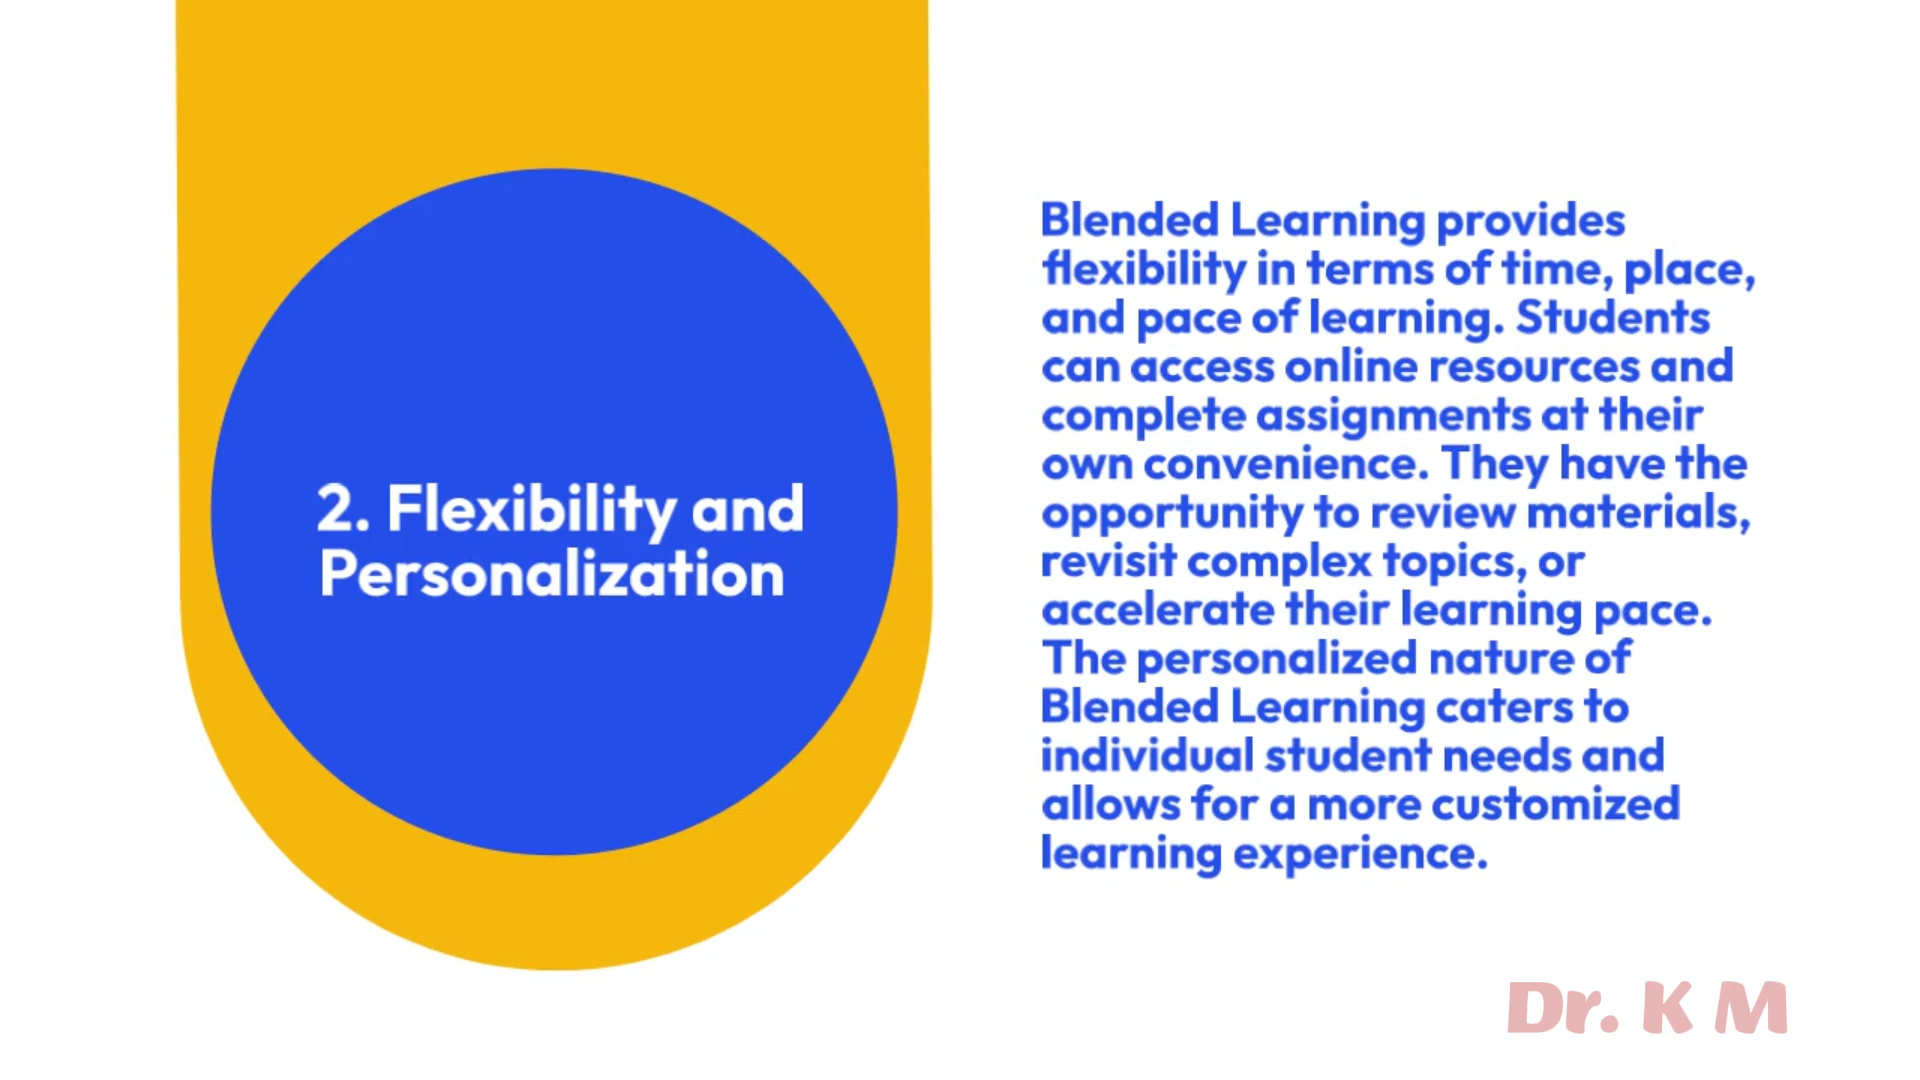 2. Flexibility and
Personalization
Blended Learning provides
flexibility in terms of time, place,
and pace of learning. Students
can access online resources and
complete assignments at their
own convenience. They have the
opportunity to review materials,
revisit complex topics, or
accelerate their learning pace.
The personalized nature of
Blended Learning caters to
individual student needs and
allows for a more customized
learning experience.
Dr. K M